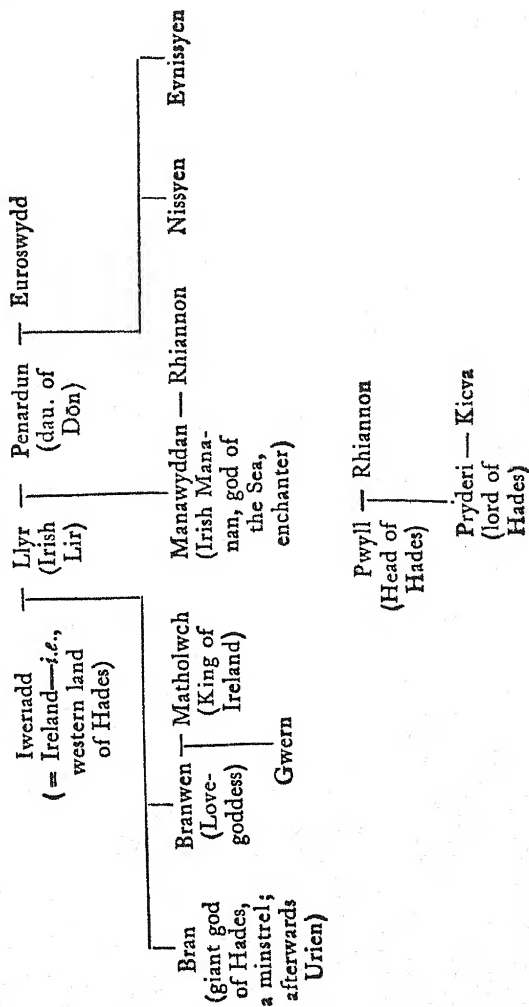 Iweriadd — Llyr — Penardun — Euroswydd
(= Ireland—i.e., (Irish (dau. of
western land Lir) Dôn)
of Hades)
Bran Branwen — Matholwch Manawyddan — Rhiannon Nissyen Evnissyen
(giant god (Love- (King of (Irish Mana-
of Hades, goddess) Ireland) nan, god of
a minstrel; the Sea,
afterwards Gwern enchanter)
Urien)
Pwyll — Rhiannon
(Head of
Hades)
Pryderi — Kicva
(lord of
Hades)